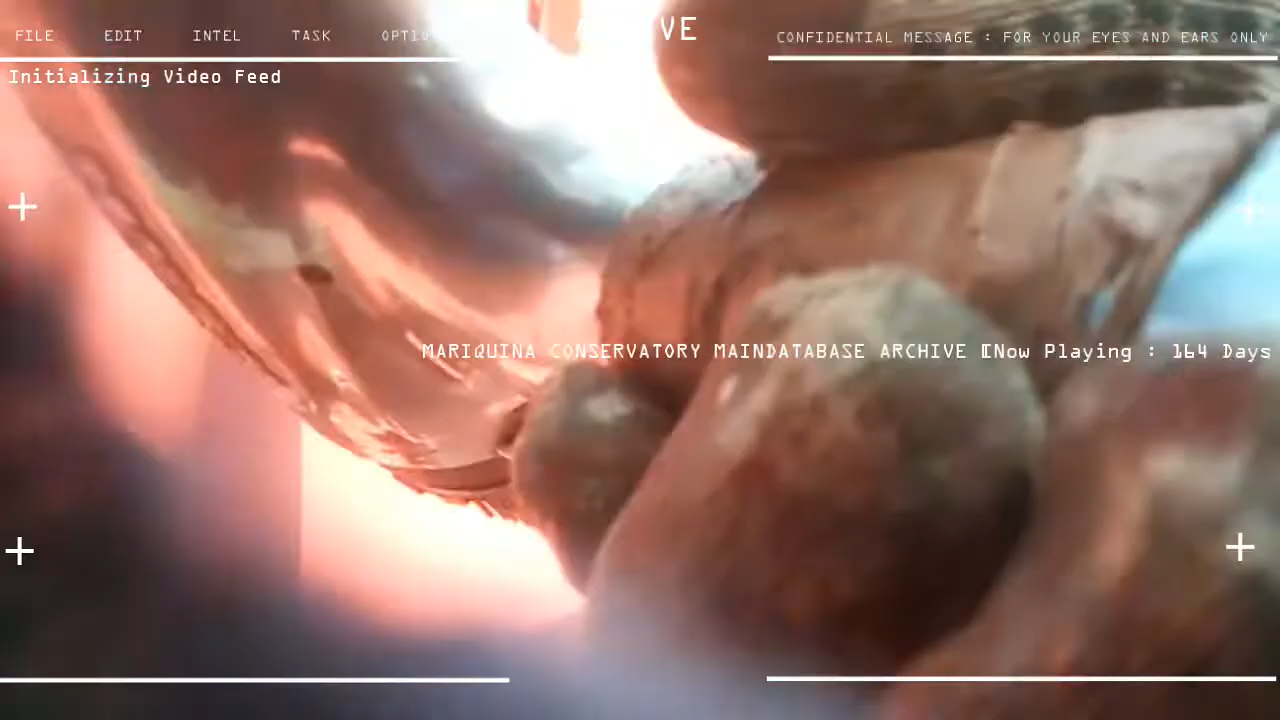 FILE EDIT INTEL TASK
CONFIDENTIAL MESSAGE : FOR YOUR EYES AND EARS ONLY
Initializing Video Feed
MARIQUINA CONSERVATORY MAINDATABASE ARCHIVE [Now Playing : 164 Days